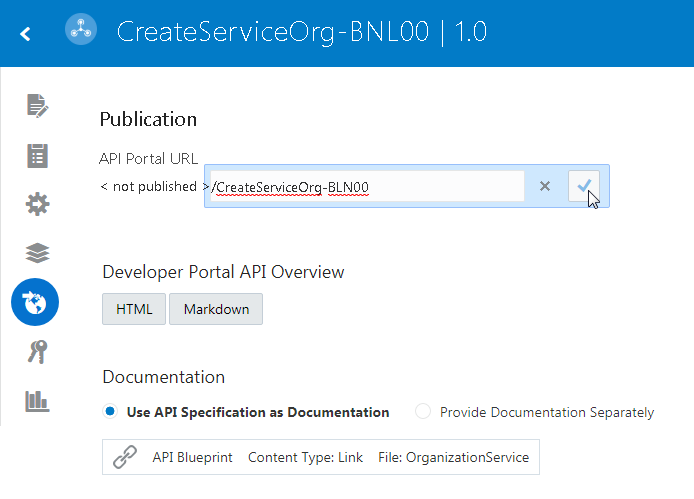 CreateServiceOrg-BNL00 | 1.0
Publication
API Portal URL
< not published > /CreateServiceOrg-BLN00
Developer Portal API Overview
HTML Markdown
Documentation
Use API Specification as Documentation Provide Documentation Separately
API Blueprint Content Type: Link File: OrganizationService